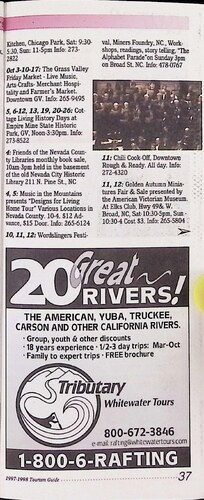 Kitchen, Chicago Park, Sat: 9:30-
5:30, Sun: 11-5pm Info: 273-
2822
Oct 3-10-17: The Grass Valley
Friday Market - Live Music,
Arts-Crafts- Merchant Hospi-
tality and Farmer's Market.
Downtown GV. Info: 265-9495
5, 6-12, 13, 19, 20-26: Cot-
tage Living History Days at
Empire Mine State Historic
Park, GV, Noon-3:30pm. Info:
273-8522
4: Friends of the Nevada Coun-
ty Libraries monthly book sale,
10am-3pm held in the basement
of the old Nevada City Historic
Library 211 N. Pine St., NC
4, 5: Music in the Mountains
presents "Designs for Living
Home Tour" Various Locations in
Nevada County. 10-4. $12 Ad-
vance, $15 Door. Info: 265-6124
10, 11, 12: Wordslingers Festi-
val, Miners Foundry, NC., Work-
shops, readings, story telling. "The
Alphabet Parade" on Sunday 3pm
on Broad St. NC. Info: 478-0767
11: Chili Cook-Off, Downtown
Rough & Ready. All day. Info:
272-4320
11, 12: Golden Autumn Minia-
tures Fair & Sale presented by
the American Victorian Museum.
At Elks Club, Hwy 49& W.
Broad, NC, Sat-10:30-5pm, Sun-
10:30-4 Cost $3. Info: 265-5804
20 Great
RIVERS!
THE AMERICAN, YUBA, TRUCKEE,
CARSON AND OTHER CALIFORNIA RIVERS.
· Group, youth & other discounts
· 18 years experience · 1/2-3 day trips: Mar-Oct
· Family to expert trips · FREE brochure
Tributary
Whitewater Tours
800-672-3846
e-mail: rafting@whitewatertours.com
1-800-6-RAFTING
1997-1998 Tourism Guide
37